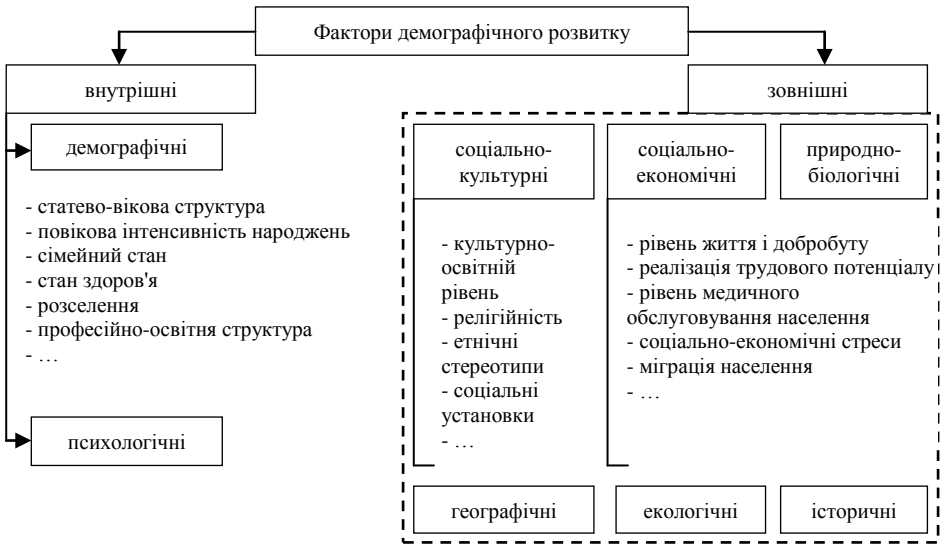 Фактори демографічного розвитку
внутрішні
зовнішні
демографічні
- статево-вікова структура
- повікова інтенсивність народжень
- сімейний стан
- стан здоров'я
- розселення
- професійно-освітня структура
- …
психологічні
соціально-
культурні
- культурно-
освітній
рівень
- релігійність
- етнічні
стереотипи
- соціальні
установки
- …
соціально-
економічні
- рівень життя і добробуту
- реалізація трудового потенціалу
- рівень медичного
обслуговування населення
- соціально-економічні стреси
- міграція населення
- …
природно-
біологічні
географічні
екологічні
історичні